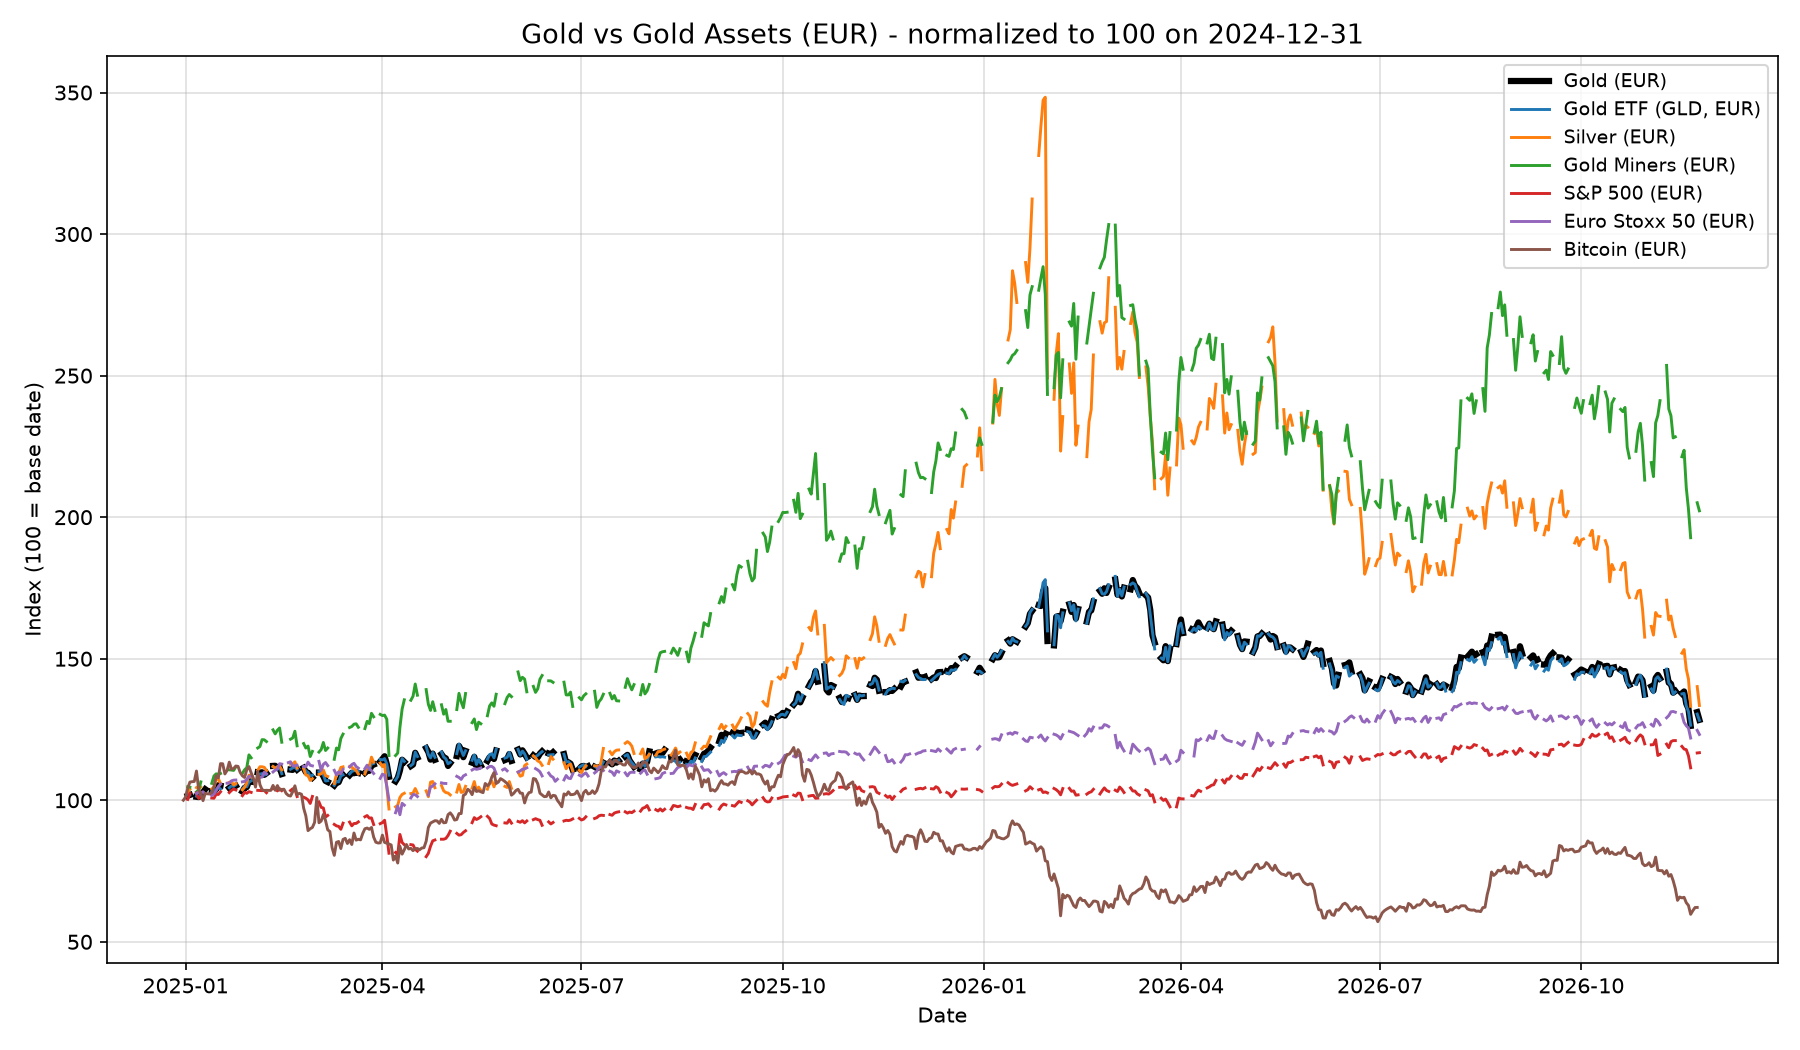 Gold vs Gold Assets (EUR) - normalized to 100 on 2024-12-31
Gold (EUR)
Gold ETF (GLD, EUR)
Silver (EUR)
Gold Miners (EUR)
S&P 500 (EUR)
Euro Stoxx 50 (EUR)
Bitcoin (EUR)
Index (100 = base date)
350
300
250
200
150
100
50
2025-01
2025-04
2025-07
2025-10
2026-01
2026-04
2026-07
2026-10
Date